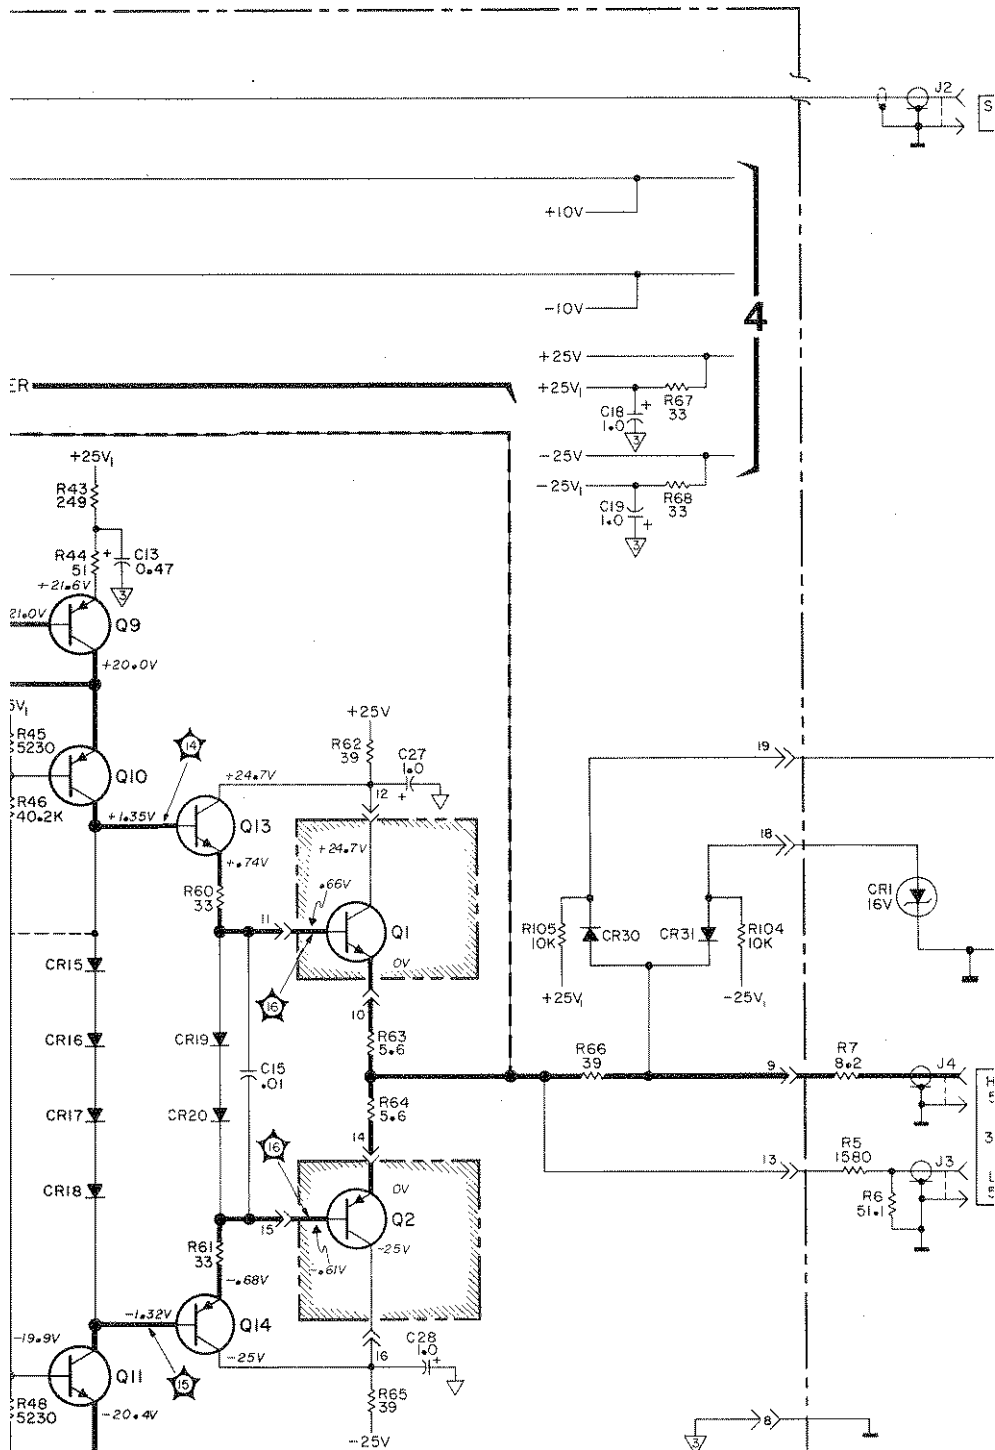 J2
S
+10V
-10V
4
+25V
+25V₁
R67
33
C18
1.0
+
3
-25V
-25V₁
R68
33
C19
1.0
+
3
ER
+25V₁
R43
249
R44
51
+
C13
0.47
3
+21.6V
21.0V
Q9
+20.0V
5V₁
R45
5230
Q10
R46
40.2K
+1.35V
14
+25V
R62
39
C27
1.0
+
12
+24.7V
Q13
+.74V
R60
33
+24.7V
.66V
11
Q1
0V
16
10
R63
5.6
CR15
CR16
CR17
CR18
CR19
CR20
C15
.01
R64
5.6
14
16
0V
Q2
-25V
-.61V
15
R61
33
-.68V
-1.32V
Q14
-25V
15
-19.9V
Q11
R48
5230
-20.4V
16
C28
1.0
+
R65
39
-25V
19
18
CR1
16V
R105
10K
CR30
CR31
R104
10K
+25V₁
-25V₁
R66
39
9
R7
8.2
J4
H
3
13
R5
1580
J3
R6
51.1
L
3
8